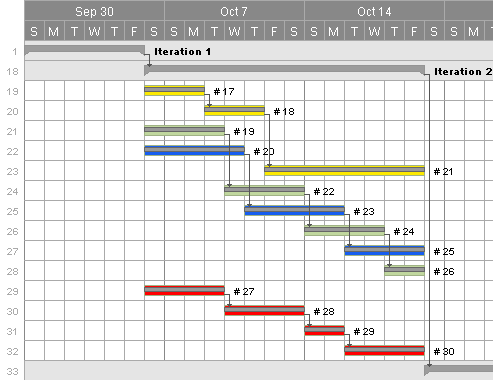 Sep 30 Oct 7 Oct 14
S M T W T F S S M T W T F S S M T W T F S S M
1 Iteration 1
18 Iteration 2
19 # 17
20 # 18
21 # 19
22 # 20
23 # 21
24 # 22
25 # 23
26 # 24
27 # 25
28 # 26
29 # 27
30 # 28
31 # 29
32 # 30
33